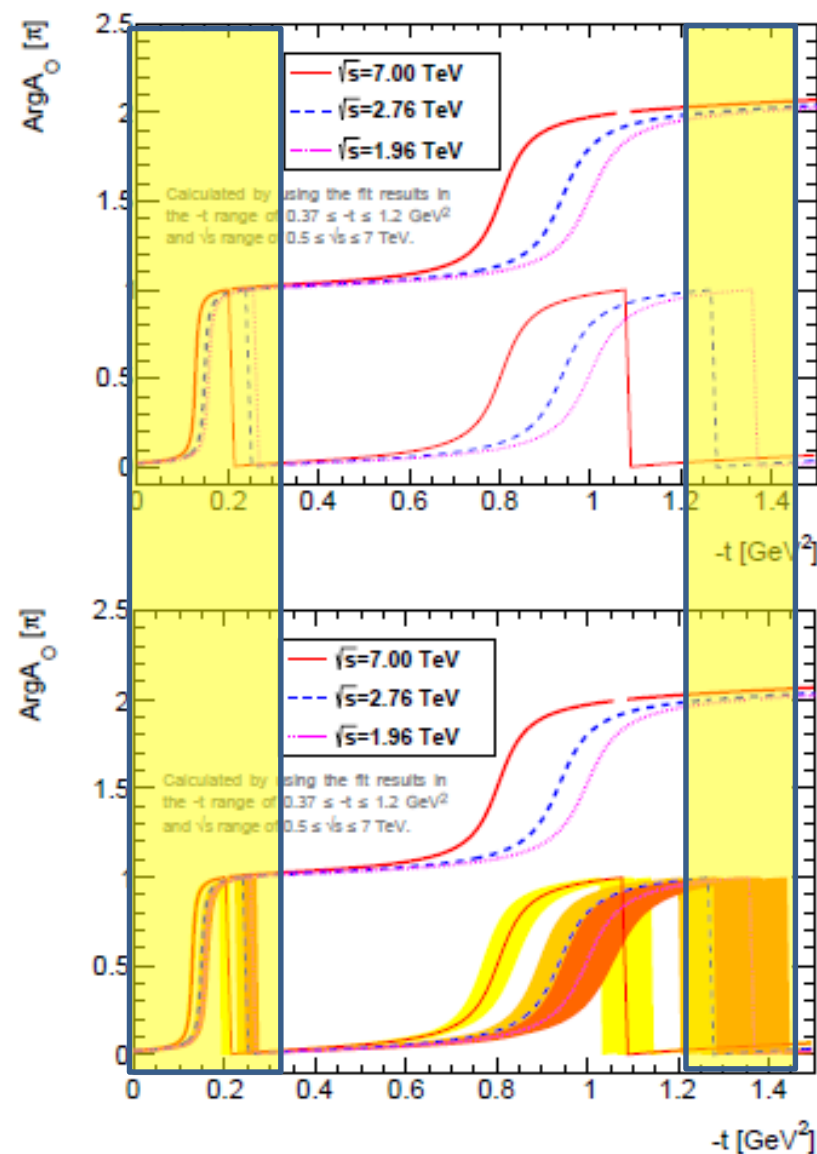 ArgA_O [π]
2.5
√s=7.00 TeV
2
√s=2.76 TeV
√s=1.96 TeV
1.5
Calculated by using the fit results in
the -t range of 0.37 ≤ -t ≤ 1.2 GeV²
and √s range of 0.5 ≤ √s ≤ 7 TeV.
1
0.5
0
0 0.2 0.4 0.6 0.8 1 1.2 1.4
-t [GeV²]
ArgA_O [π]
2.5
√s=7.00 TeV
2
√s=2.76 TeV
√s=1.96 TeV
1.5
Calculated by using the fit results in
the -t range of 0.37 ≤ -t ≤ 1.2 GeV²
and √s range of 0.5 ≤ √s ≤ 7 TeV.
1
0.5
0
0 0.2 0.4 0.6 0.8 1 1.2 1.4
-t [GeV²]